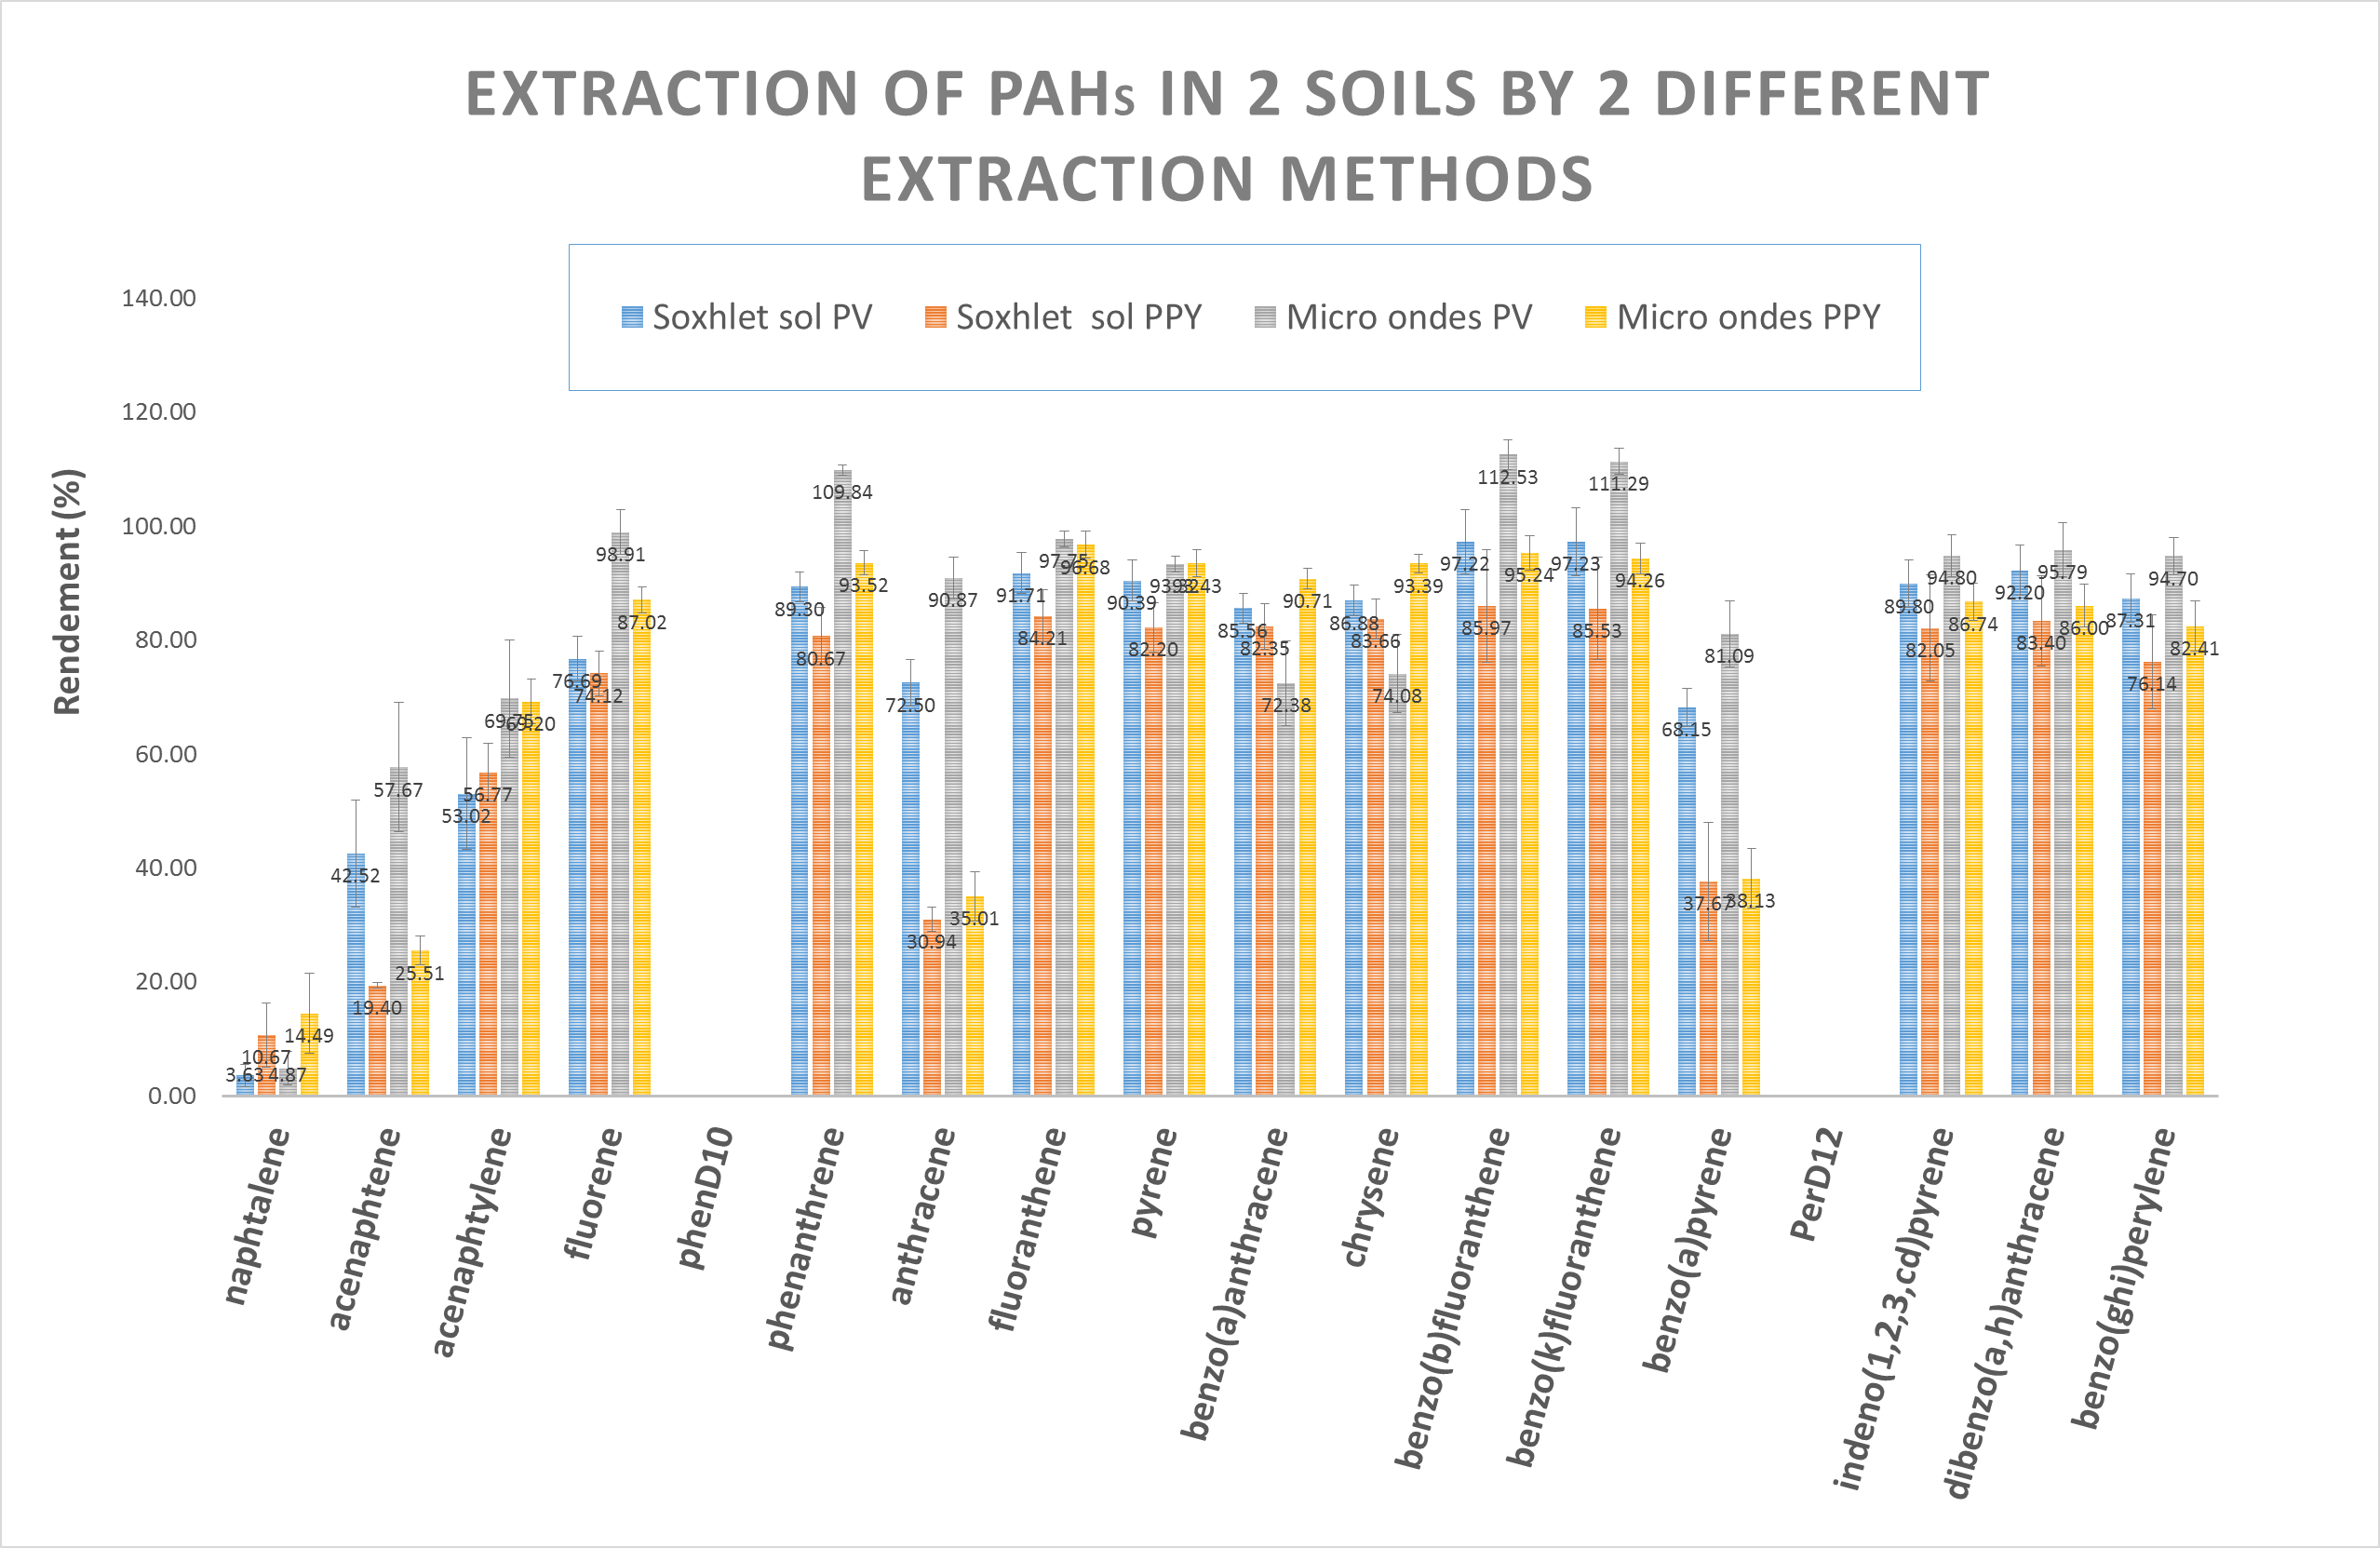 EXTRACTION OF PAHs IN 2 SOILS BY 2 DIFFERENT
EXTRACTION METHODS
Soxhlet sol PV
Soxhlet  sol PPY
Micro ondes PV
Micro ondes PPY
Rendement (%)
140.00
120.00
100.00
80.00
60.00
40.00
20.00
0.00
3.63
10.67
4.87
14.49
42.52
19.40
57.67
25.51
53.02
56.77
69.75
69.20
76.69
74.12
98.91
87.02
89.30
80.67
109.84
93.52
72.50
30.94
90.87
35.01
91.71
84.21
97.75
96.68
90.39
82.20
93.43
85.56
82.35
72.38
90.71
86.88
83.66
74.08
93.39
97.22
85.97
112.53
95.24
97.23
85.53
111.29
94.26
68.15
37.67
81.09
38.13
89.80
82.05
94.80
86.74
92.20
83.40
95.79
86.00
87.31
76.14
94.70
82.41
naphtalene
acenaphtene
acenaphtylene
fluorene
phenD10
phenanthrene
anthracene
fluoranthene
pyrene
benzo(a)anthracene
chrysene
benzo(b)fluoranthene
benzo(k)fluoranthene
benzo(a)pyrene
PerD12
indeno(1,2,3,cd)pyrene
dibenzo(a,h)anthracene
benzo(ghi)perylene